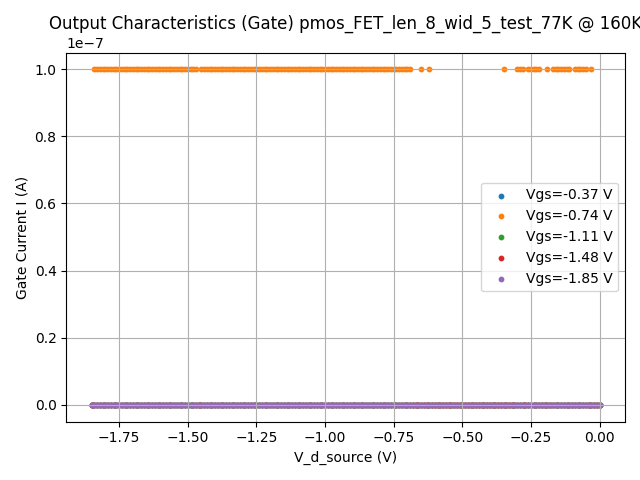 Output Characteristics (Gate) pmos_FET_len_8_wid_5_test_77K @ 160K
1e−7
1.0
0.8
0.6
0.4
0.2
0.0
Gate Current I (A)
Vgs=-0.37 V
Vgs=-0.74 V
Vgs=-1.11 V
Vgs=-1.48 V
Vgs=-1.85 V
−1.75 −1.50 −1.25 −1.00 −0.75 −0.50 −0.25 0.00
V_d_source (V)